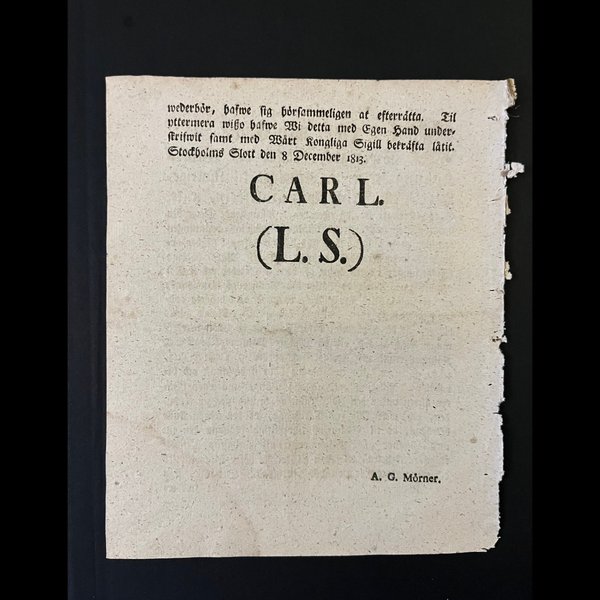 wederbör, hafwe sig hörsammeligen at efterrätta. Til
yttermera wißo hafwe Wi detta med Egen Hand under-
skrifwit samt med Wårt Kongliga Sigill bekräfta låtit.
Stockholms Slott den 8 December 1813.
CARL.
(L. S.)
A. G. Mörner.